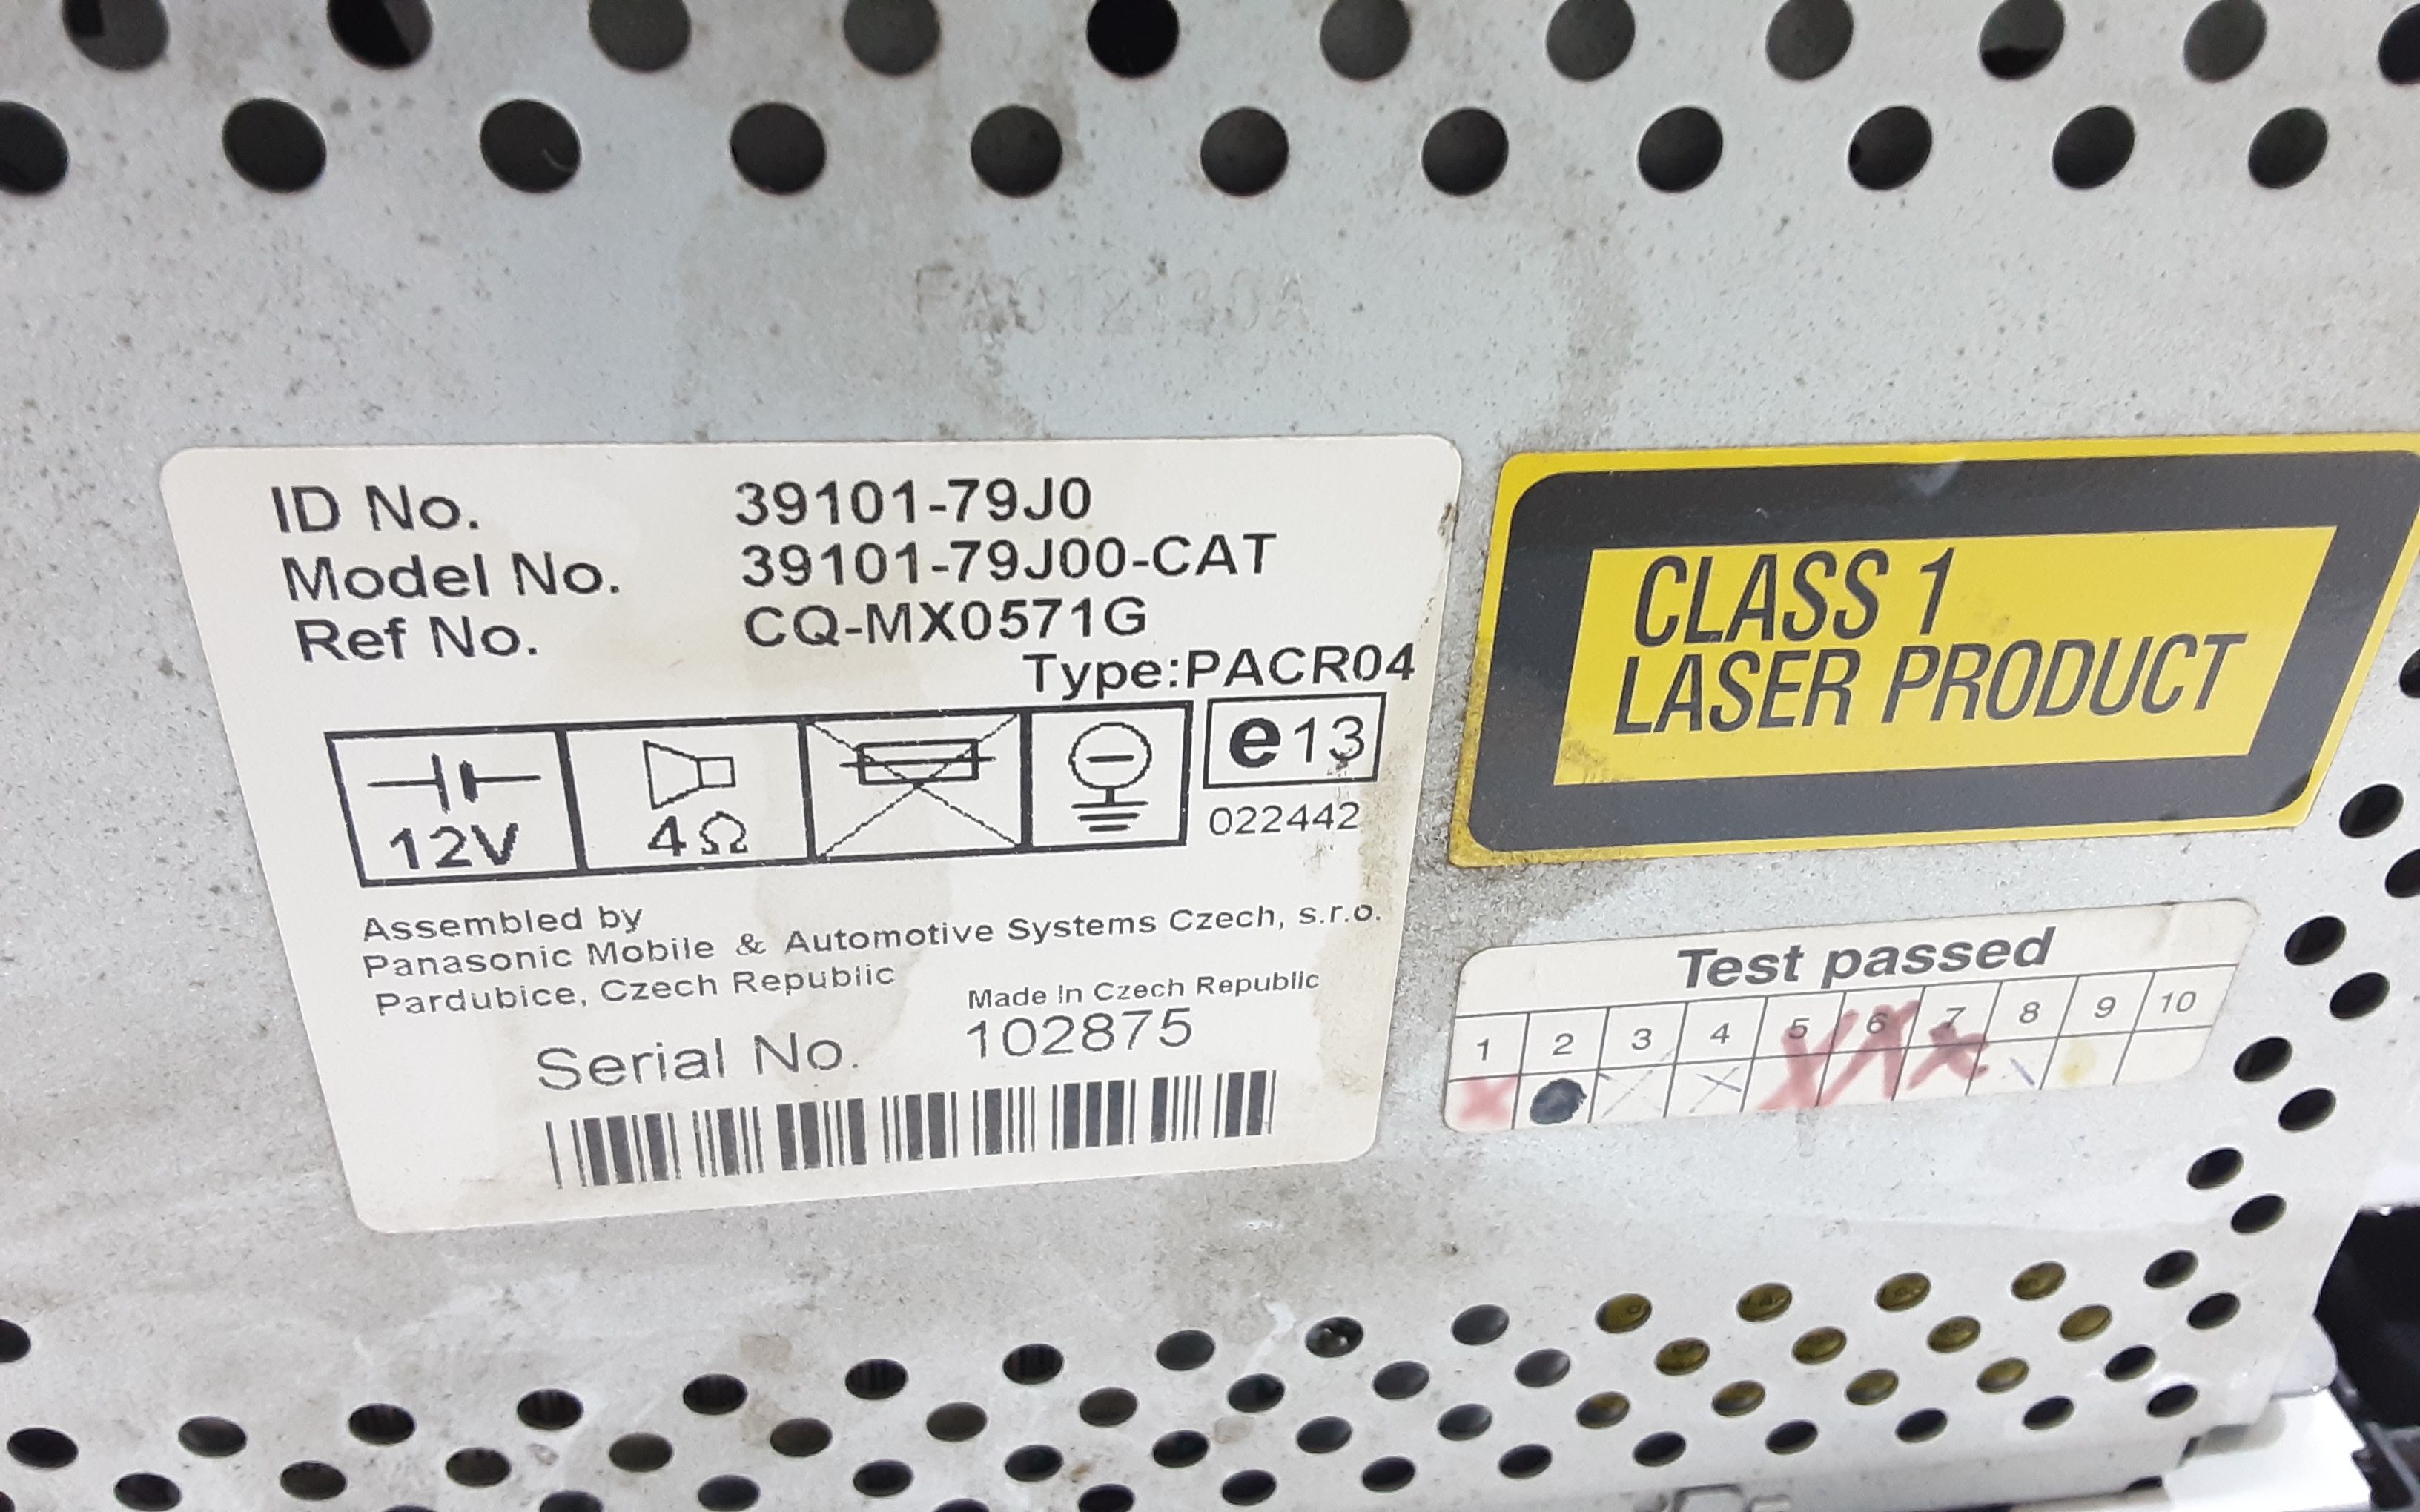 FA012130A
ID No. 39101-79J0
Model No. 39101-79J00-CAT
Ref No. CQ-MX0571G
Type:PACR04
12V
4Ω
e13
022442
Assembled by
Panasonic Mobile & Automotive Systems Czech, s.r.o.
Pardubice, Czech Republic
Made in Czech Republic
Serial No. 102875
CLASS 1
LASER PRODUCT
Test passed
1 2 3 4 5 6 7 8 9 10